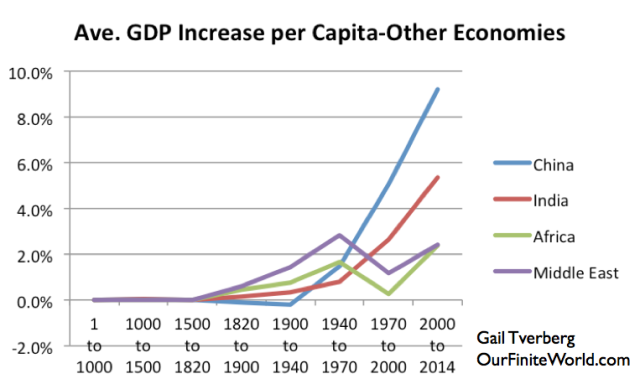 Ave. GDP Increase per Capita-Other Economies
10.0%
8.0%
6.0%
4.0%
2.0%
0.0%
-2.0%
1 1000 1500 1820 1900 1940 1970 2000
to to to to to to to to
1000 1500 1820 1900 1940 1970 2000 2014
China
India
Africa
Middle East
Gail Tverberg
OurFiniteWorld.com